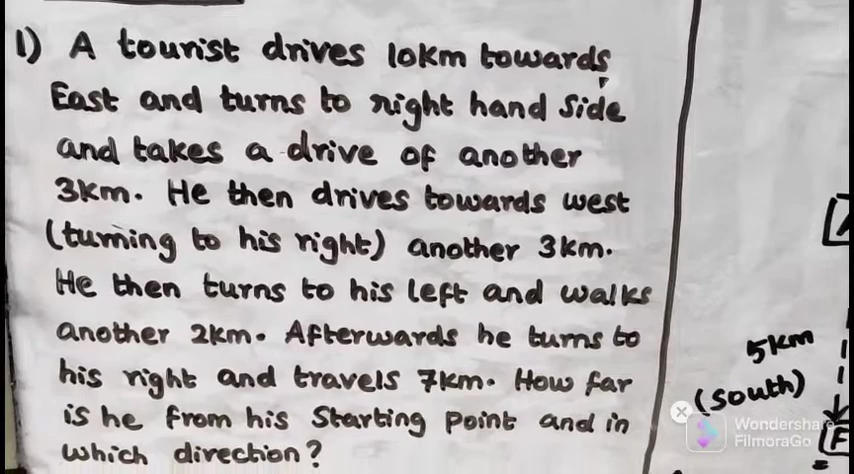 1) A tourist drives 10km towards
East and turns to right hand side
and takes a drive of another
3km. He then drives towards west
(turning to his right) another 3km.
He then turns to his left and walks
another 2km. Afterwards he turns to
his right and travels 7km. How far
is he from his starting point and in
which direction?
5km
(south)
F
Wondershare
FilmoraGo